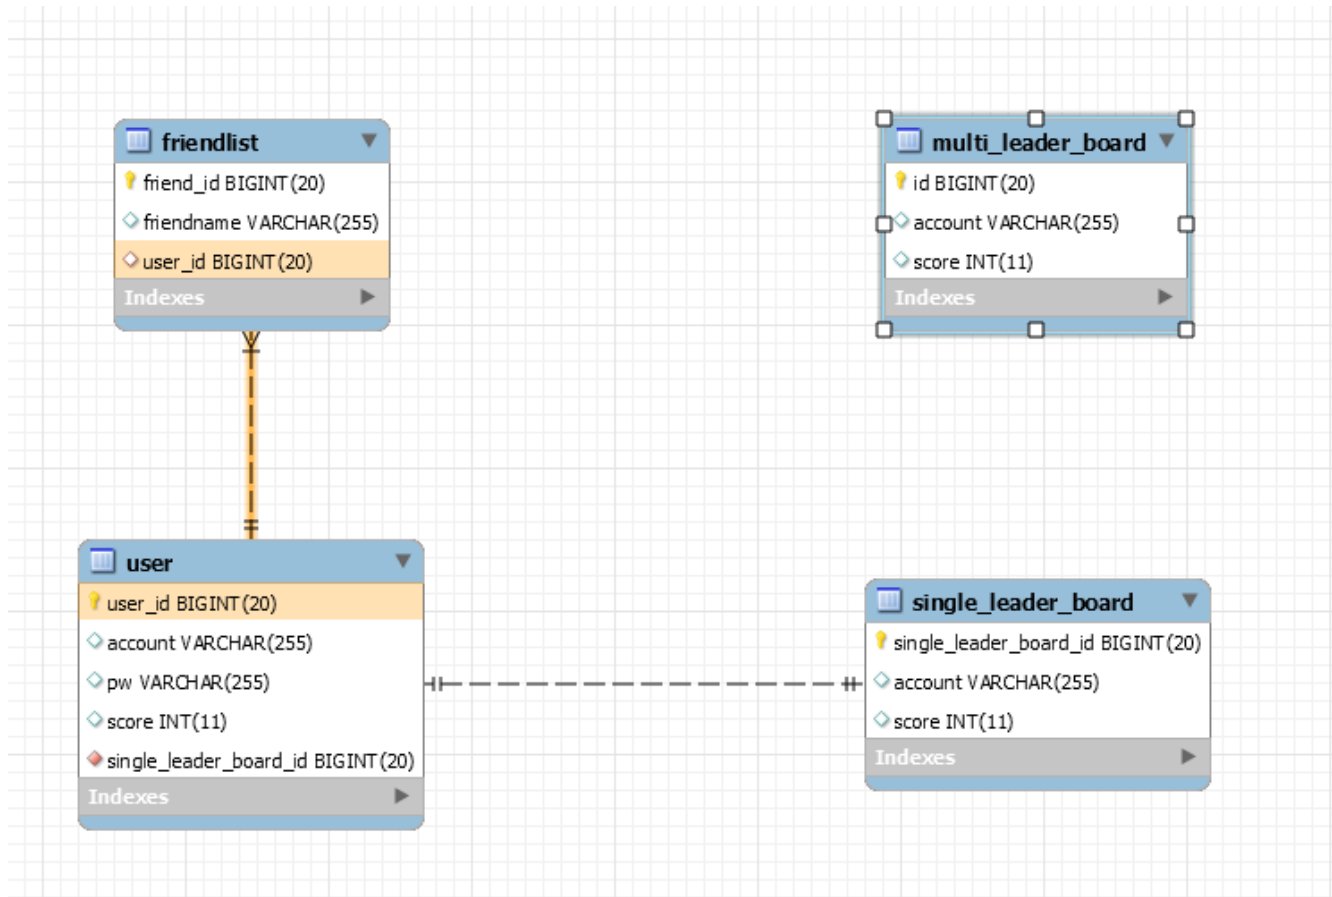 friendlist
friend_id BIGINT(20)
friendname VARCHAR(255)
user_id BIGINT(20)
Indexes
multi_leader_board
id BIGINT(20)
account VARCHAR(255)
score INT(11)
Indexes
user
user_id BIGINT(20)
account VARCHAR(255)
pw VARCHAR(255)
score INT(11)
single_leader_board_id BIGINT(20)
Indexes
single_leader_board
single_leader_board_id BIGINT(20)
account VARCHAR(255)
score INT(11)
Indexes